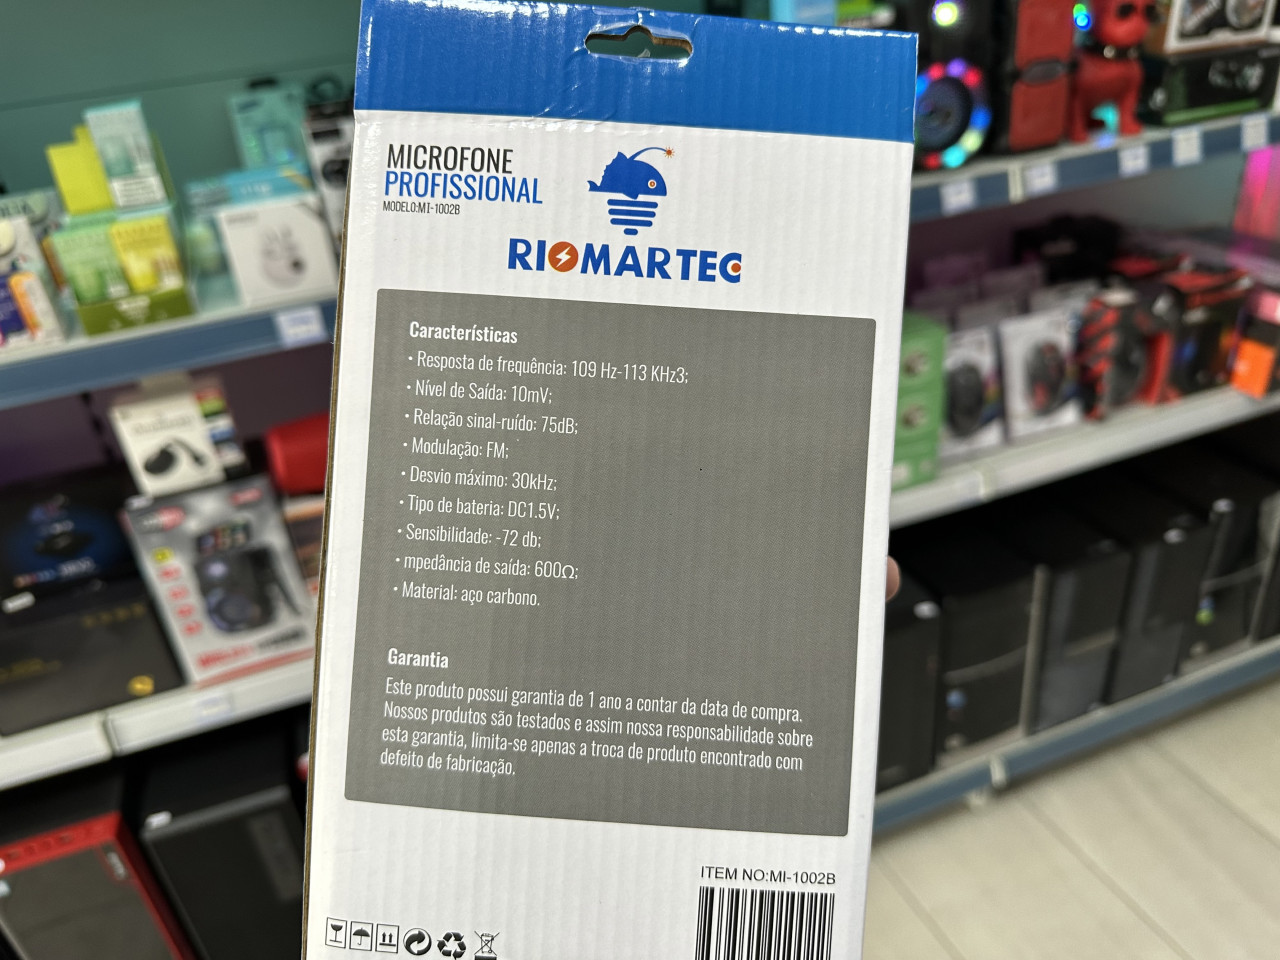 MICROFONE
PROFISSIONAL
MODELO:MI-1002B
RIOMARTEC
Características
• Resposta de frequência: 109 Hz-113 KHz3;
• Nível de Saída: 10mV;
• Relação sinal-ruído: 75dB;
• Modulação: FM;
• Desvio máximo: 30kHz;
• Tipo de bateria: DC1.5V;
• Sensibilidade: -72 db;
• mpedância de saída: 600Ω;
• Material: aço carbono.
Garantia
Este produto possui garantia de 1 ano a contar da data de compra.
Nossos produtos são testados e assim nossa responsabilidade sobre
esta garantia, limita-se apenas a troca de produto encontrado com
defeito de fabricação.
ITEM NO:MI-1002B